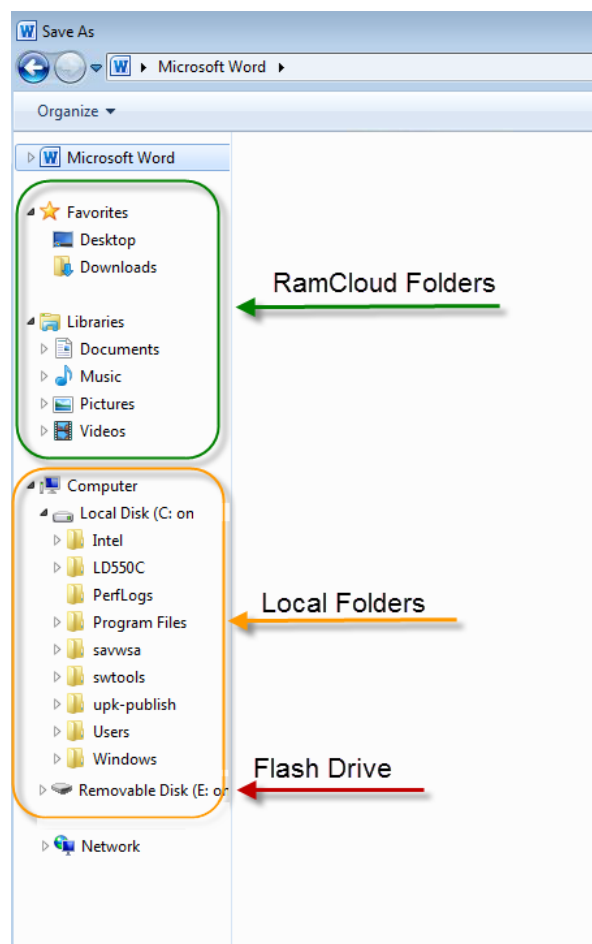 Save As
Microsoft Word
Organize
Microsoft Word
Favorites
Desktop
Downloads
RamCloud Folders
Libraries
Documents
Music
Pictures
Videos
Computer
Local Disk (C: on
Intel
LD550C
PerfLogs
Local Folders
Program Files
savwsa
swtools
upk-publish
Users
Windows
Flash Drive
Removable Disk (E: on
Network